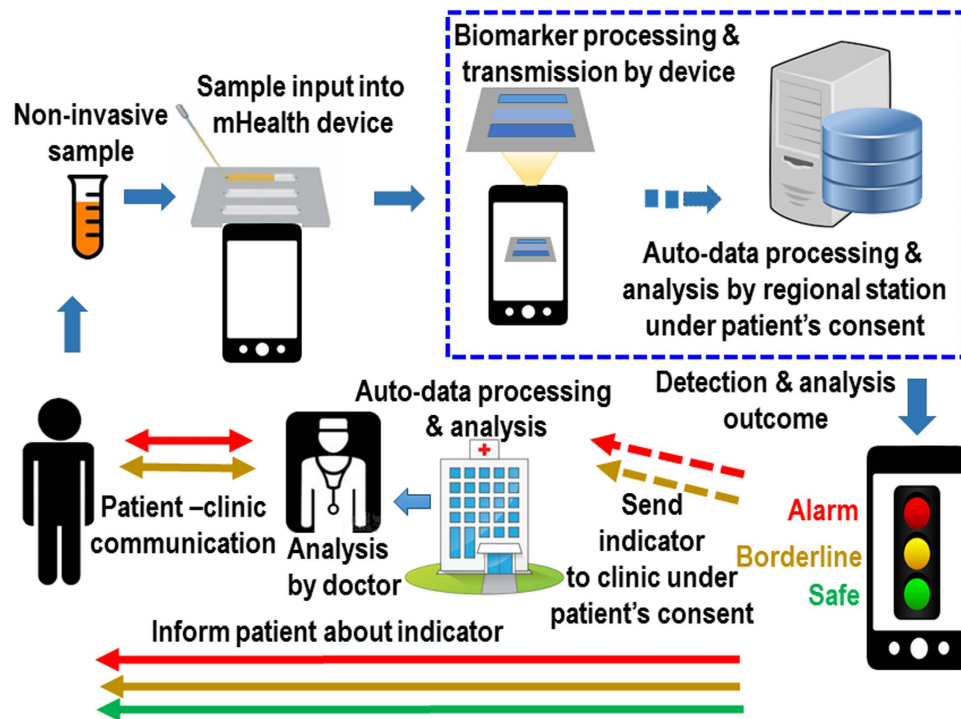 Non-invasive
sample
Sample input into
mHealth device
Biomarker processing &
transmission by device
Auto-data processing &
analysis by regional station
under patient's consent
Detection & analysis
outcome
Alarm
Borderline
Safe
Send
indicator
to clinic under
patient's consent
Auto-data processing
& analysis
Analysis
by doctor
Patient –clinic
communication
Inform patient about indicator